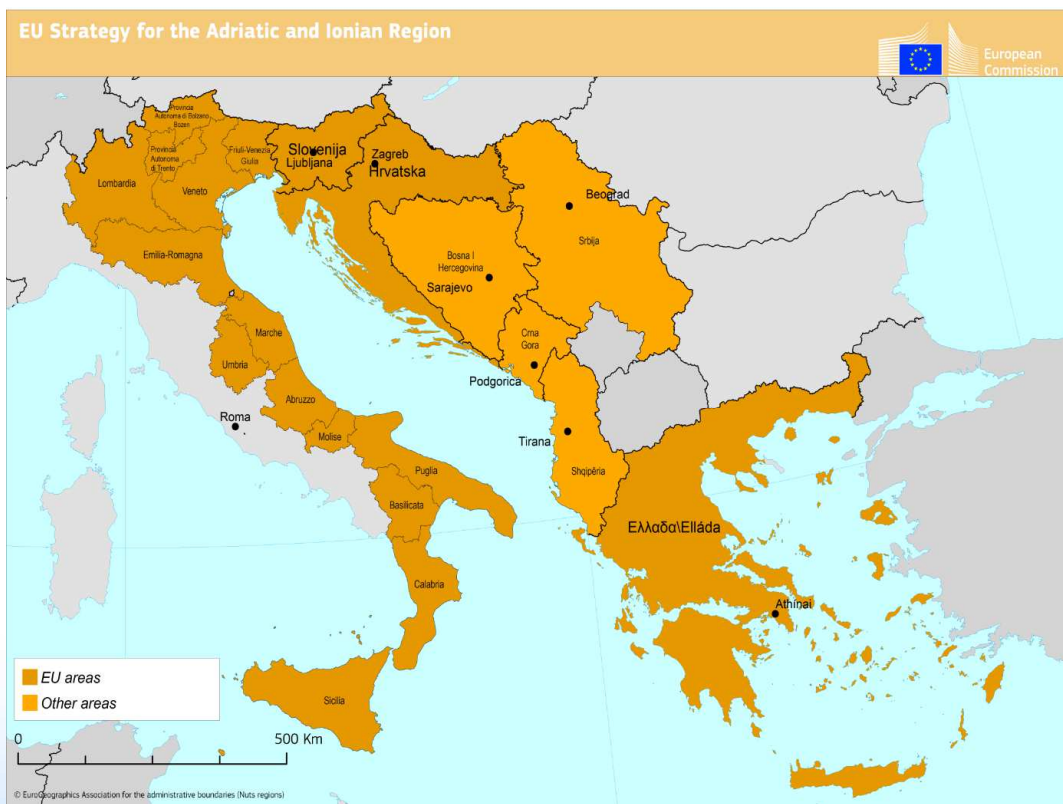 EU Strategy for the Adriatic and Ionian Region
European
Commission
Provincia
Autonoma di Bolzano
Bozen
Provincia
Autonoma
di Trento
Friuli-Venezia
Giulia
Lombardia
Veneto
Slovenija
Ljubljana
Zagreb
Hrvatska
Emilia-Romagna
Beograd
Srbija
Bosna I
Hercegovina
Sarajevo
Marche
Umbria
Crna
Gora
Podgorica
Abruzzo
Roma
Molise
Tirana
Puglia
Shqipëria
Basilicata
Ελλαδα\Elláda
Calabria
Athínai
Sicilia
EU areas
Other areas
0
500 Km
© EuroGeographics Association for the administrative boundaries (Nuts regions)